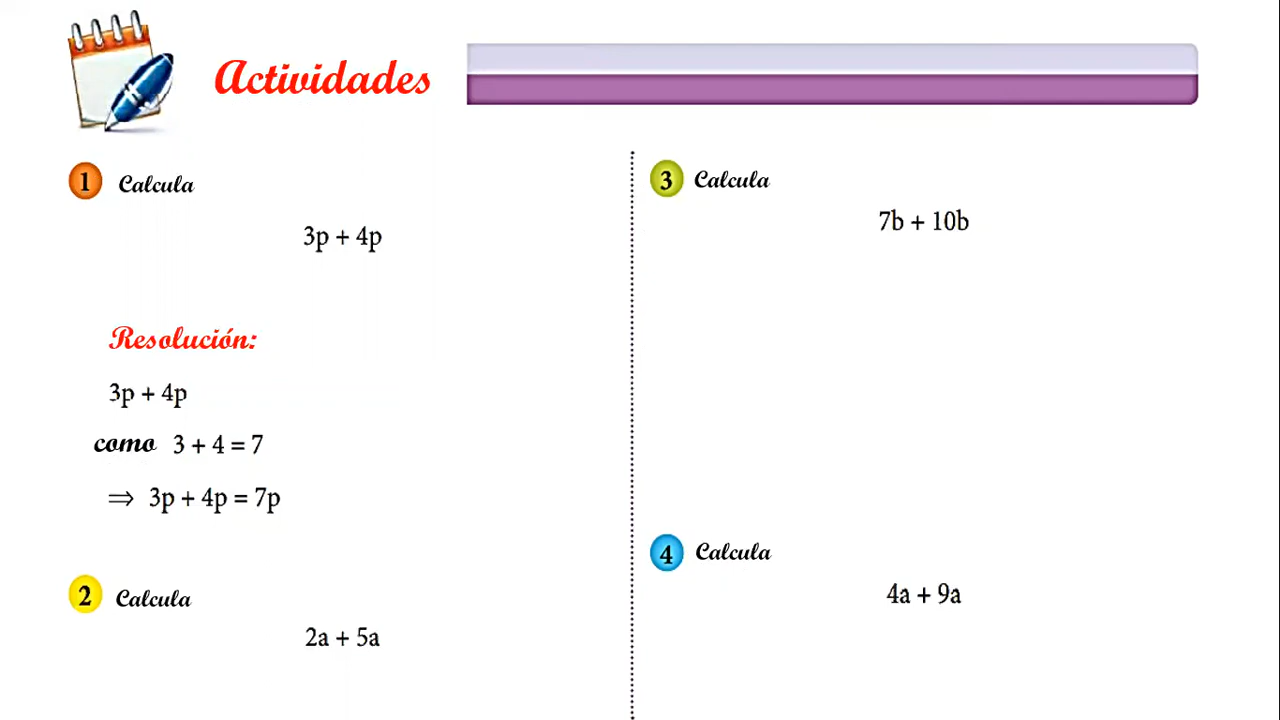 Actividades
1 Calcula
3p + 4p
Resolución:
3p + 4p
como 3 + 4 = 7
⇒ 3p + 4p = 7p
2 Calcula
2a + 5a
3 Calcula
7b + 10b
4 Calcula
4a + 9a